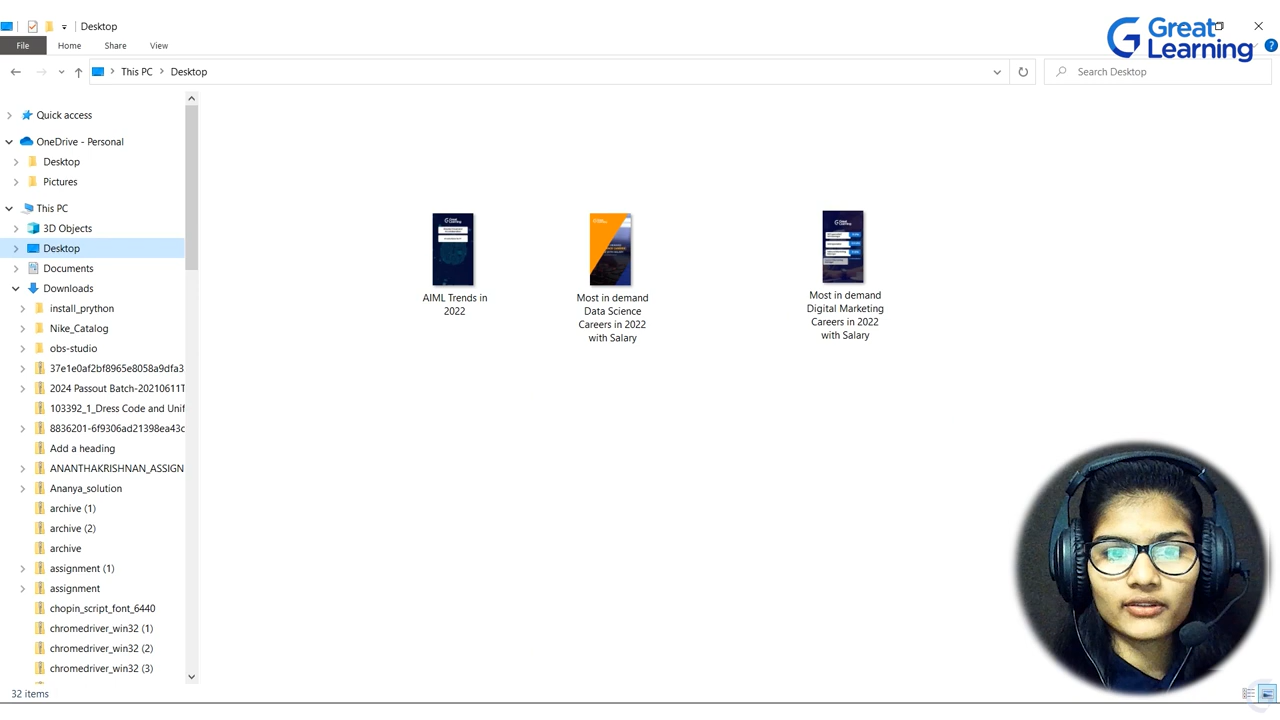 Desktop
File
Home
Share
View
Great
Learning
This PC
Desktop
Search Desktop
Quick access
OneDrive - Personal
Desktop
Pictures
This PC
3D Objects
Desktop
Documents
Downloads
install_prython
Nike_Catalog
obs-studio
37e1e0af2bf8965e8058a9dfa3
2024 Passout Batch-20210611T
103392_1_Dress Code and Unif
8836201-6f9306ad21398ea43c
Add a heading
ANANTHAKRISHNAN_ASSIGN
Ananya_solution
archive (1)
archive (2)
archive
assignment (1)
assignment
chopin_script_font_6440
chromedriver_win32 (1)
chromedriver_win32 (2)
chromedriver_win32 (3)
AIML Trends in
2022
Most in demand
Data Science
Careers in 2022
with Salary
Most in demand
Digital Marketing
Careers in 2022
with Salary
32 items